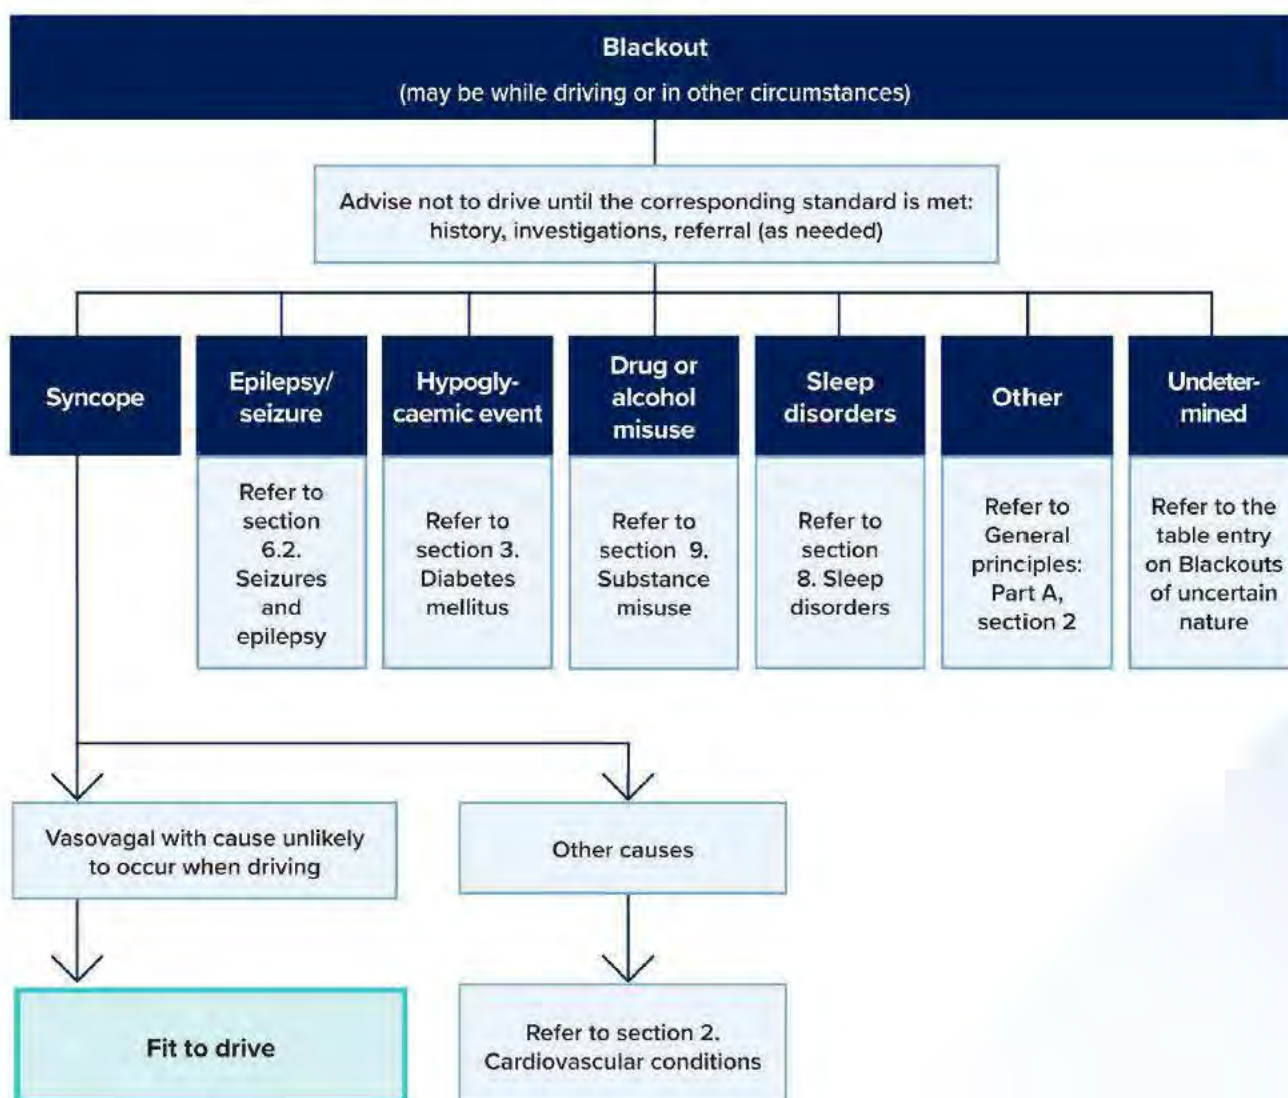 Blackout
(may be while driving or in other circumstances)
Advise not to drive until the corresponding standard is met:
history, investigations, referral (as needed)
Syncope
Epilepsy/
seizure
Refer to
section
6.2.
Seizures
and
epilepsy
Hypogly-
caemic event
Refer to
section 3.
Diabetes
mellitus
Drug or
alcohol
misuse
Refer to
section 9.
Substance
misuse
Sleep
disorders
Refer to
section
8. Sleep
disorders
Other
Refer to
General
principles:
Part A,
section 2
Undeter-
mined
Refer to the
table entry
on Blackouts
of uncertain
nature
Vasovagal with cause unlikely
to occur when driving
Other causes
Fit to drive
Refer to section 2.
Cardiovascular conditions